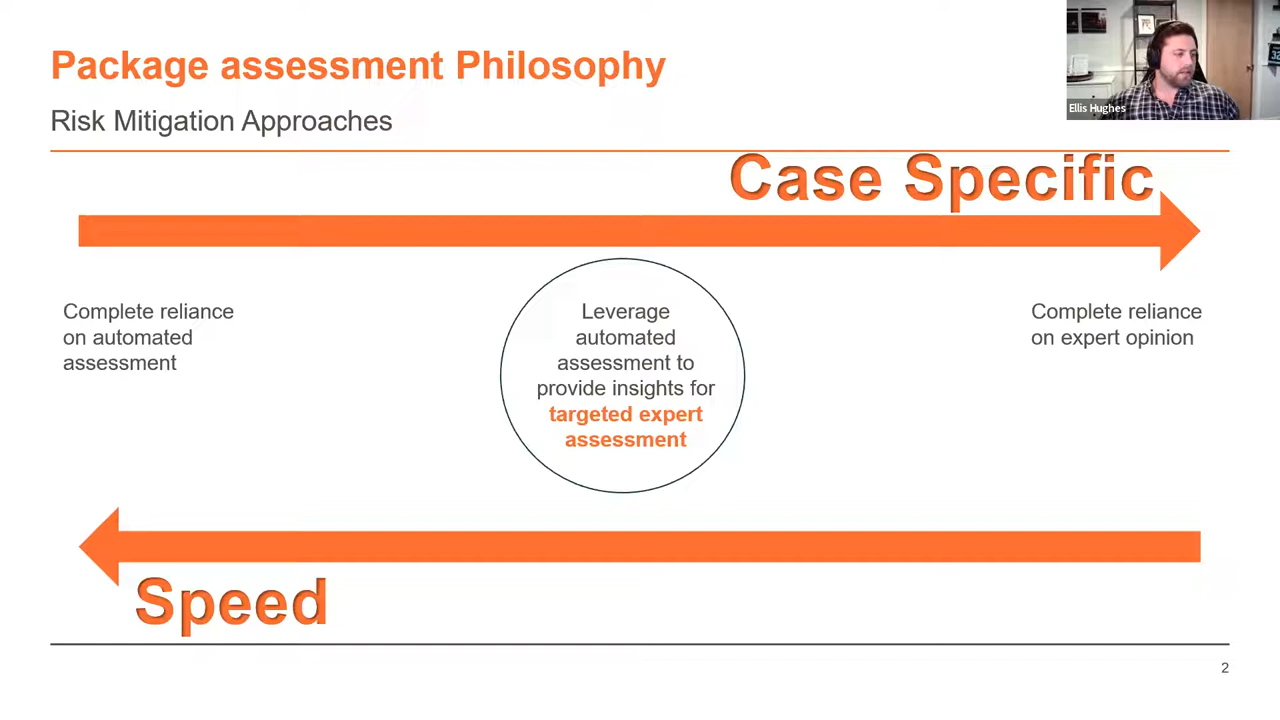 Package assessment Philosophy
Risk Mitigation Approaches
Ellis Hughes
Case Specific
Complete reliance
on automated
assessment
Leverage
automated
assessment to
provide insights for
targeted expert
assessment
Complete reliance
on expert opinion
Speed
2